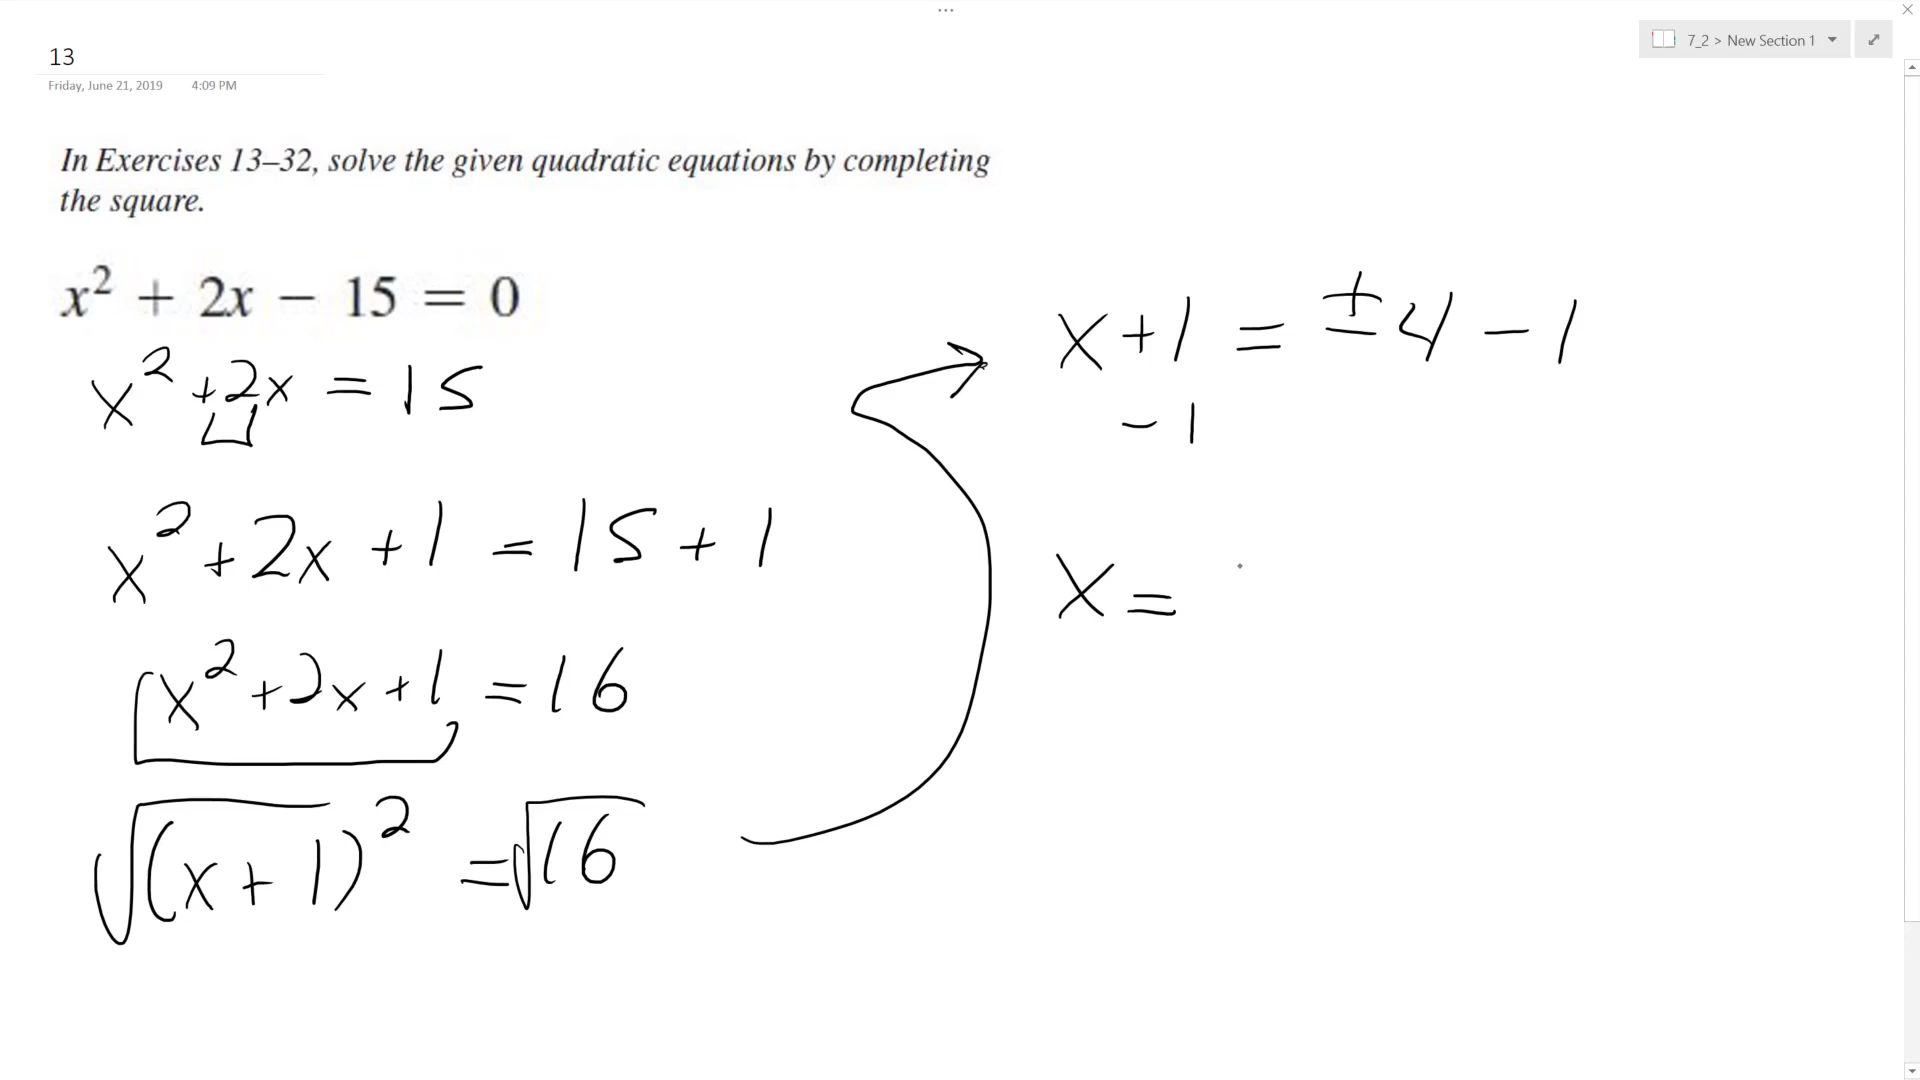 ...
7_2 > New Section 1
13
Friday, June 21, 2019 4:09 PM
In Exercises 13–32, solve the given quadratic equations by completing
the square.
x² + 2x − 15 = 0
x² + 2x = 15
x² + 2x + 1 = 15 + 1
x² + 2x + 1 = 16
√(x + 1)² = √16
x + 1 = ± 4 − 1
− 1
x =